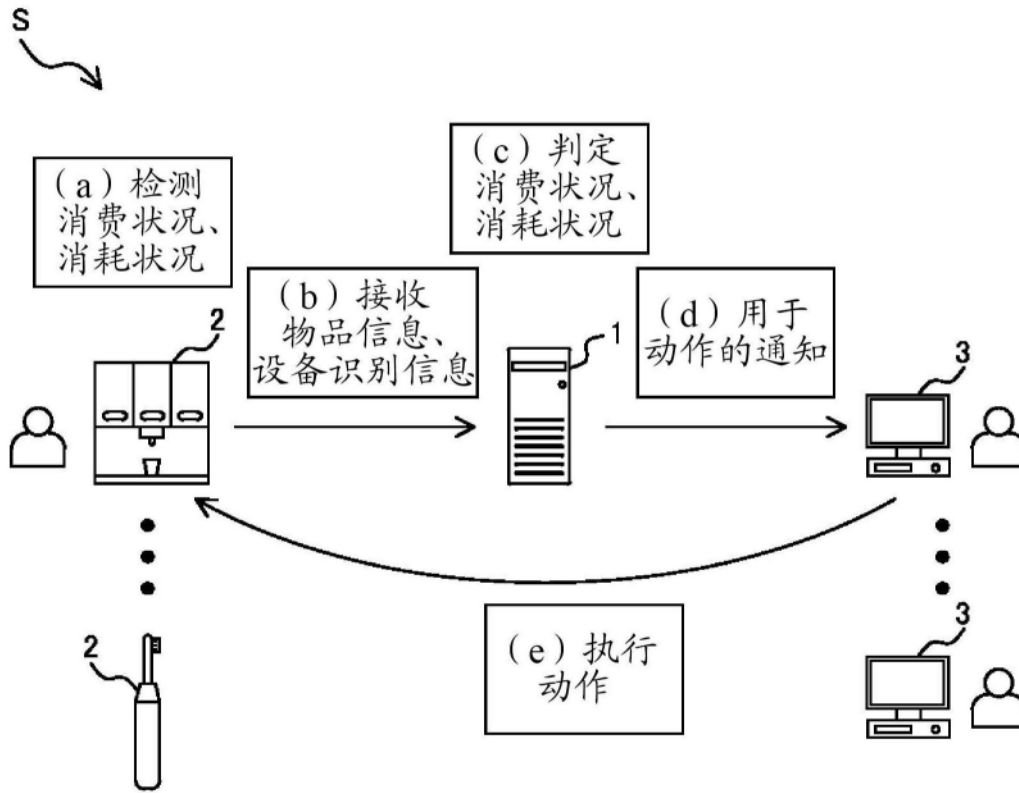 S
(a)检测
消费状况、
消耗状况
(c)判定
消费状况、
消耗状况
(b)接收
物品信息、
设备识别信息
(d)用于
动作的通知
2
1
3
(e)执行
动作
2
3